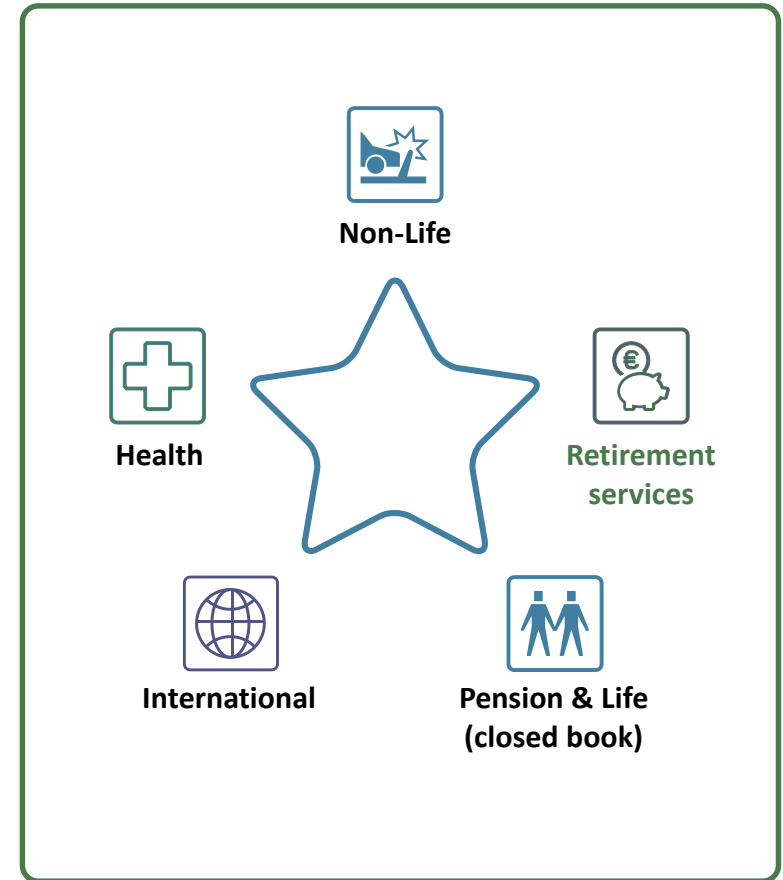 Non-Life
Health
Retirement
services
International
Pension & Life
(closed book)